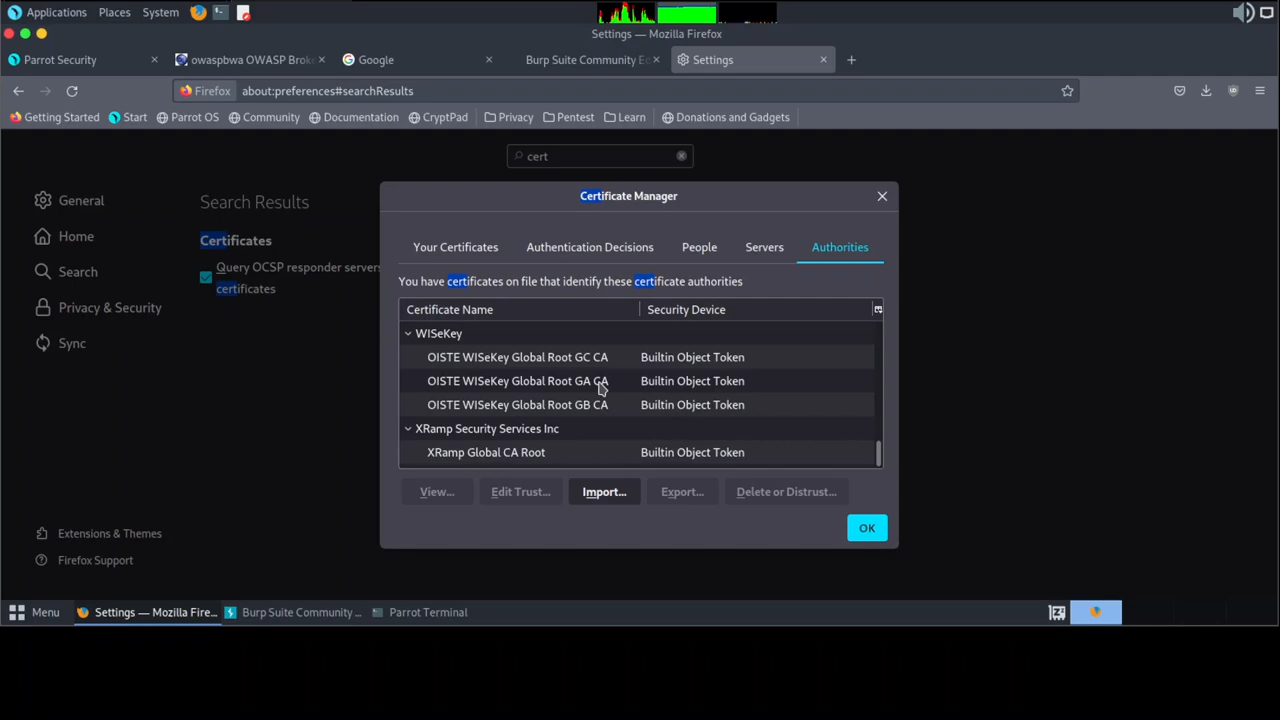 Applications Places System
Settings — Mozilla Firefox
Parrot Security × owaspbwa OWASP Brok × Google × Burp Suite Community Ed × Settings × +
Firefox about:preferences#searchResults
Getting Started Start Parrot OS Community Documentation CryptPad Privacy Pentest Learn Donations and Gadgets
cert
Certificate Manager
General
Home
Search
Privacy & Security
Sync
Extensions & Themes
Firefox Support
Search Results
Certificates
Query OCSP responder servers
certificates
Your Certificates Authentication Decisions People Servers Authorities
You have certificates on file that identify these certificate authorities
Certificate Name Security Device
WISeKey
OISTE WISeKey Global Root GC CA Builtin Object Token
OISTE WISeKey Global Root GA CA Builtin Object Token
OISTE WISeKey Global Root GB CA Builtin Object Token
XRamp Security Services Inc
XRamp Global CA Root Builtin Object Token
View... Edit Trust... Import... Export... Delete or Distrust...
OK
Menu Settings — Mozilla Fire... Burp Suite Community ... Parrot Terminal